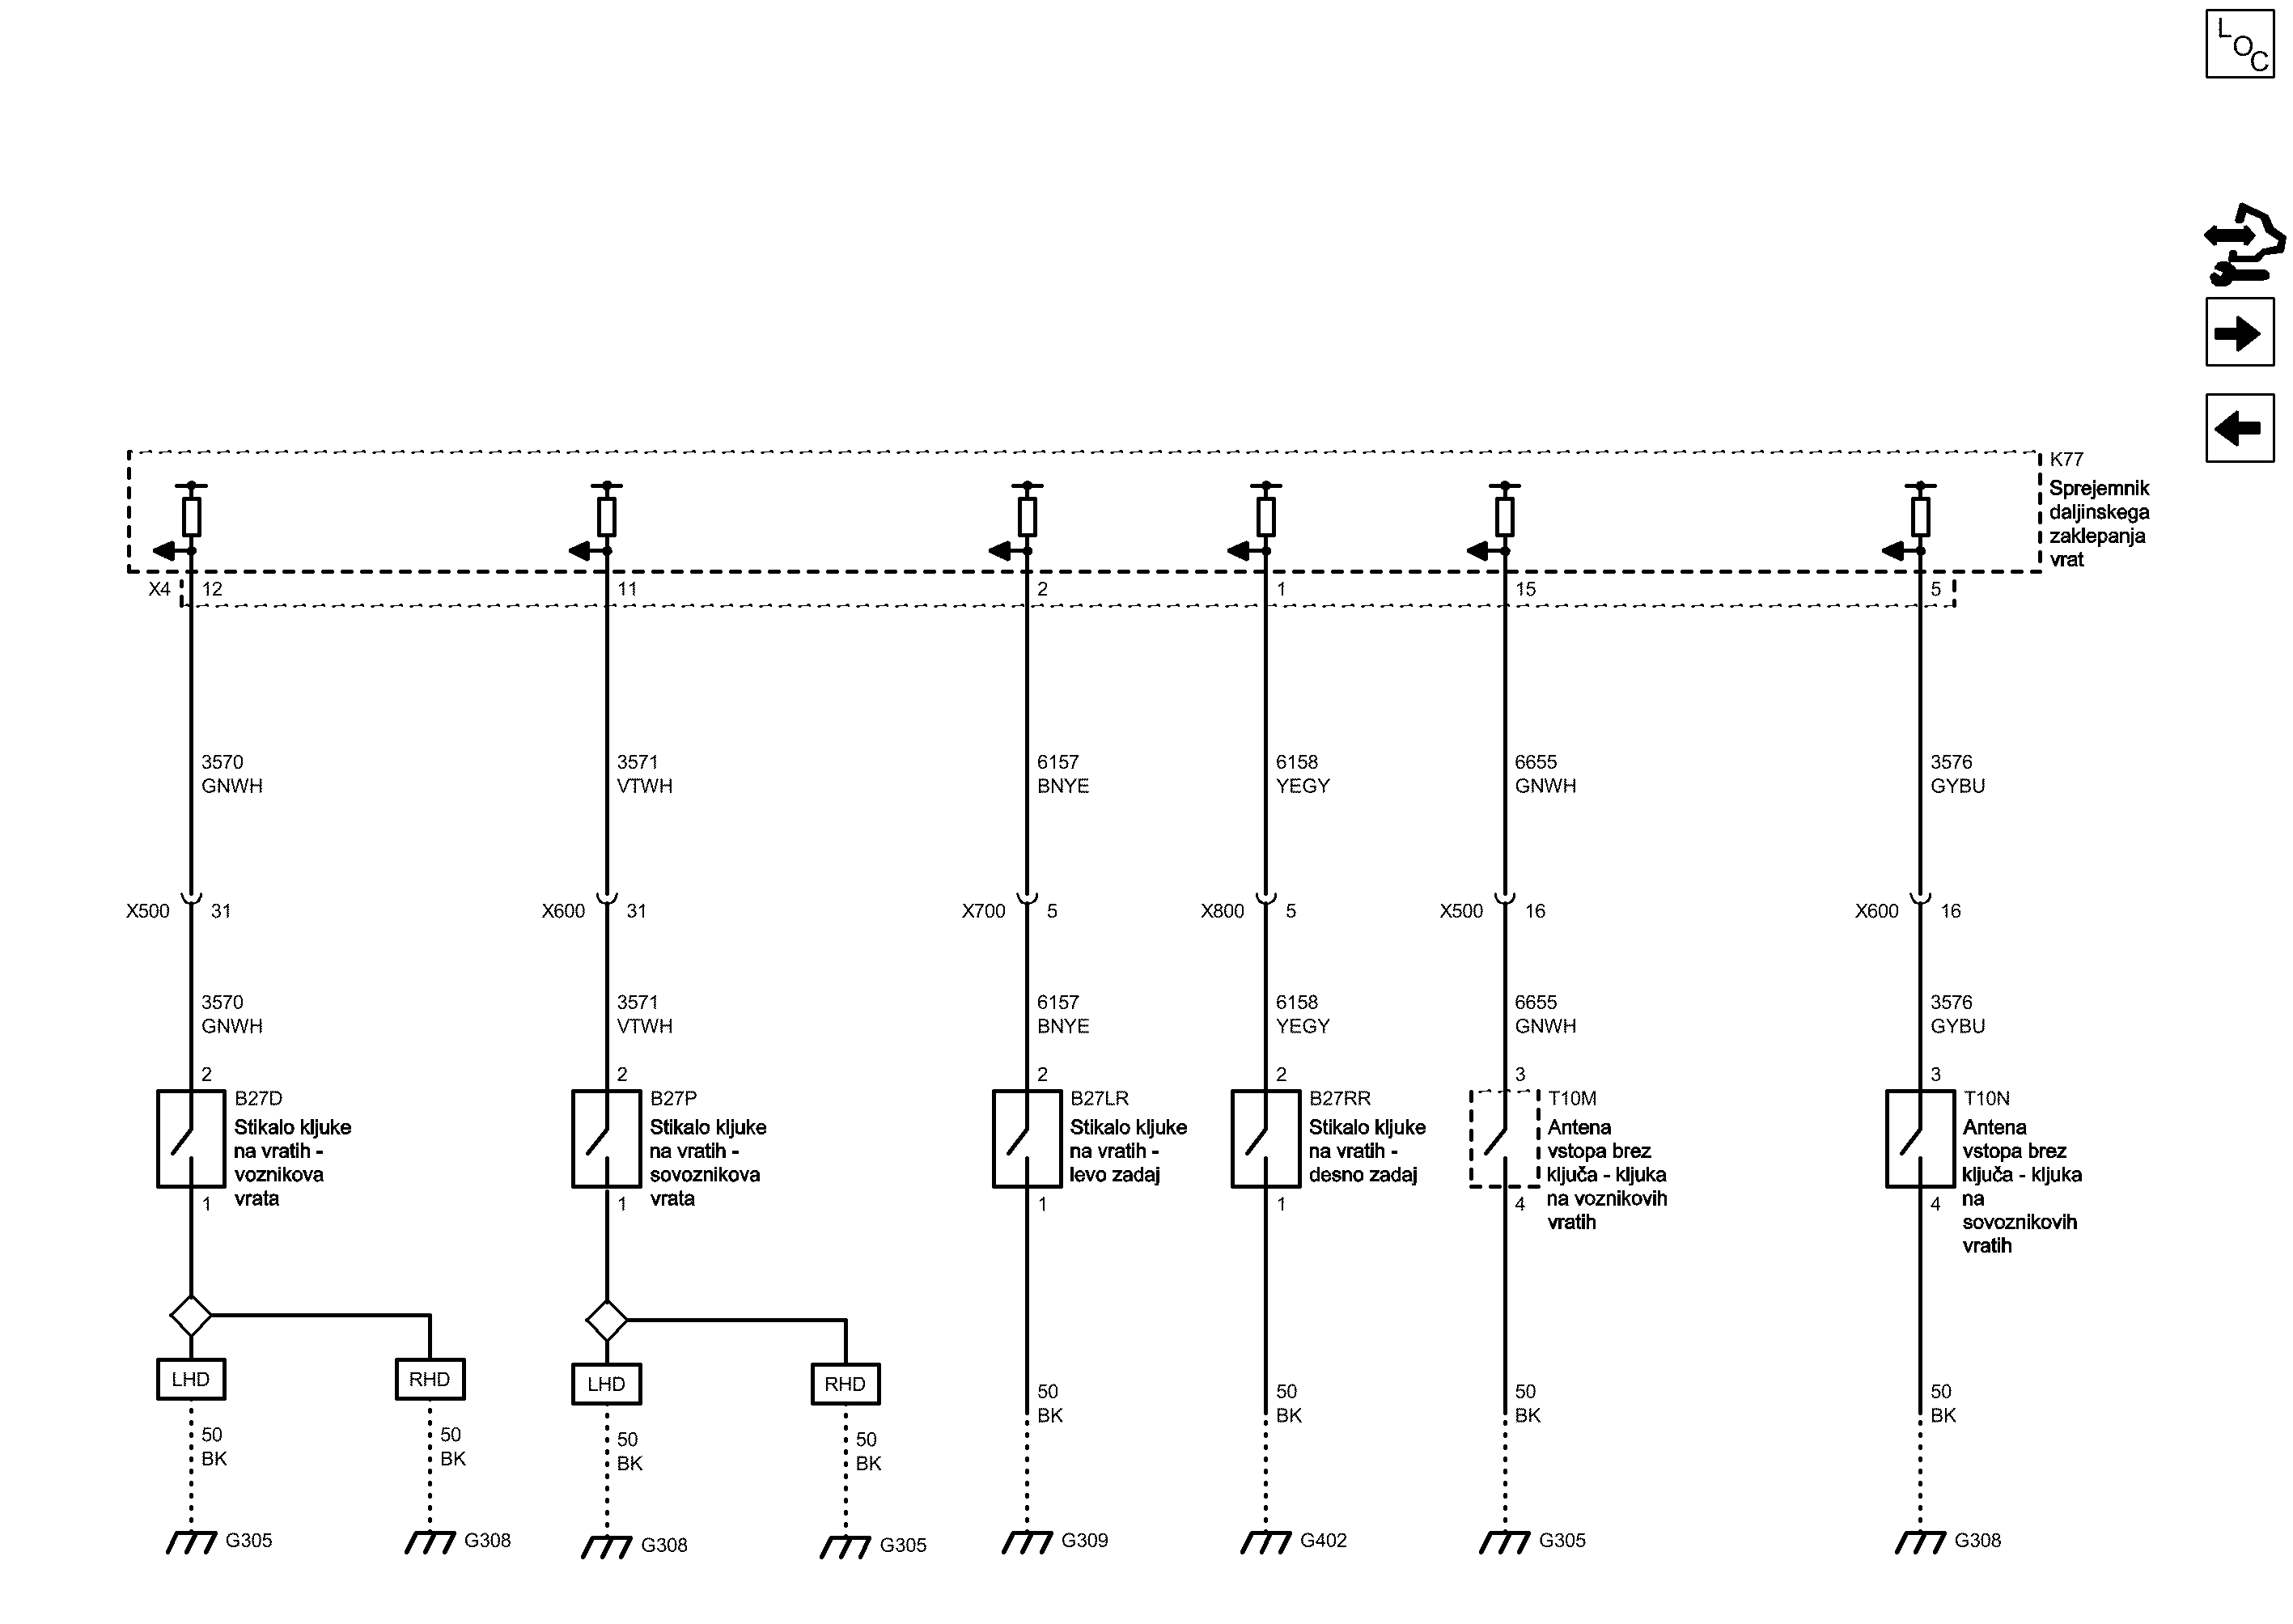 LOC
K77
Sprejemnik
daljinskega
zaklepanja
vrat
X4 12 11 2 1 15 5
3570 3571 6157 6158 6655 3576
GNWH VTWH BNYE YEGY GNWH GYBU
X500 31 X600 31 X700 5 X800 5 X500 16 X600 16
3570 3571 6157 6158 6655 3576
GNWH VTWH BNYE YEGY GNWH GYBU
2 2 2 2 3 3
B27D
Stikalo kljuke
na vratih -
voznikova
vrata
1
B27P
Stikalo kljuke
na vratih -
sovoznikova
vrata
1
B27LR
Stikalo kljuke
na vratih -
levo zadaj
1
B27RR
Stikalo kljuke
na vratih -
desno zadaj
1
T10M
Antena
vstopa brez
ključa - kljuka
na voznikovih
vratih
4
T10N
Antena
vstopa brez
ključa - kljuka
na
sovoznikovih
vratih
4
LHD RHD LHD RHD
50 50 50 50 50 50 50 50
BK BK BK BK BK BK BK BK
G305 G308 G308 G305 G309 G402 G305 G308